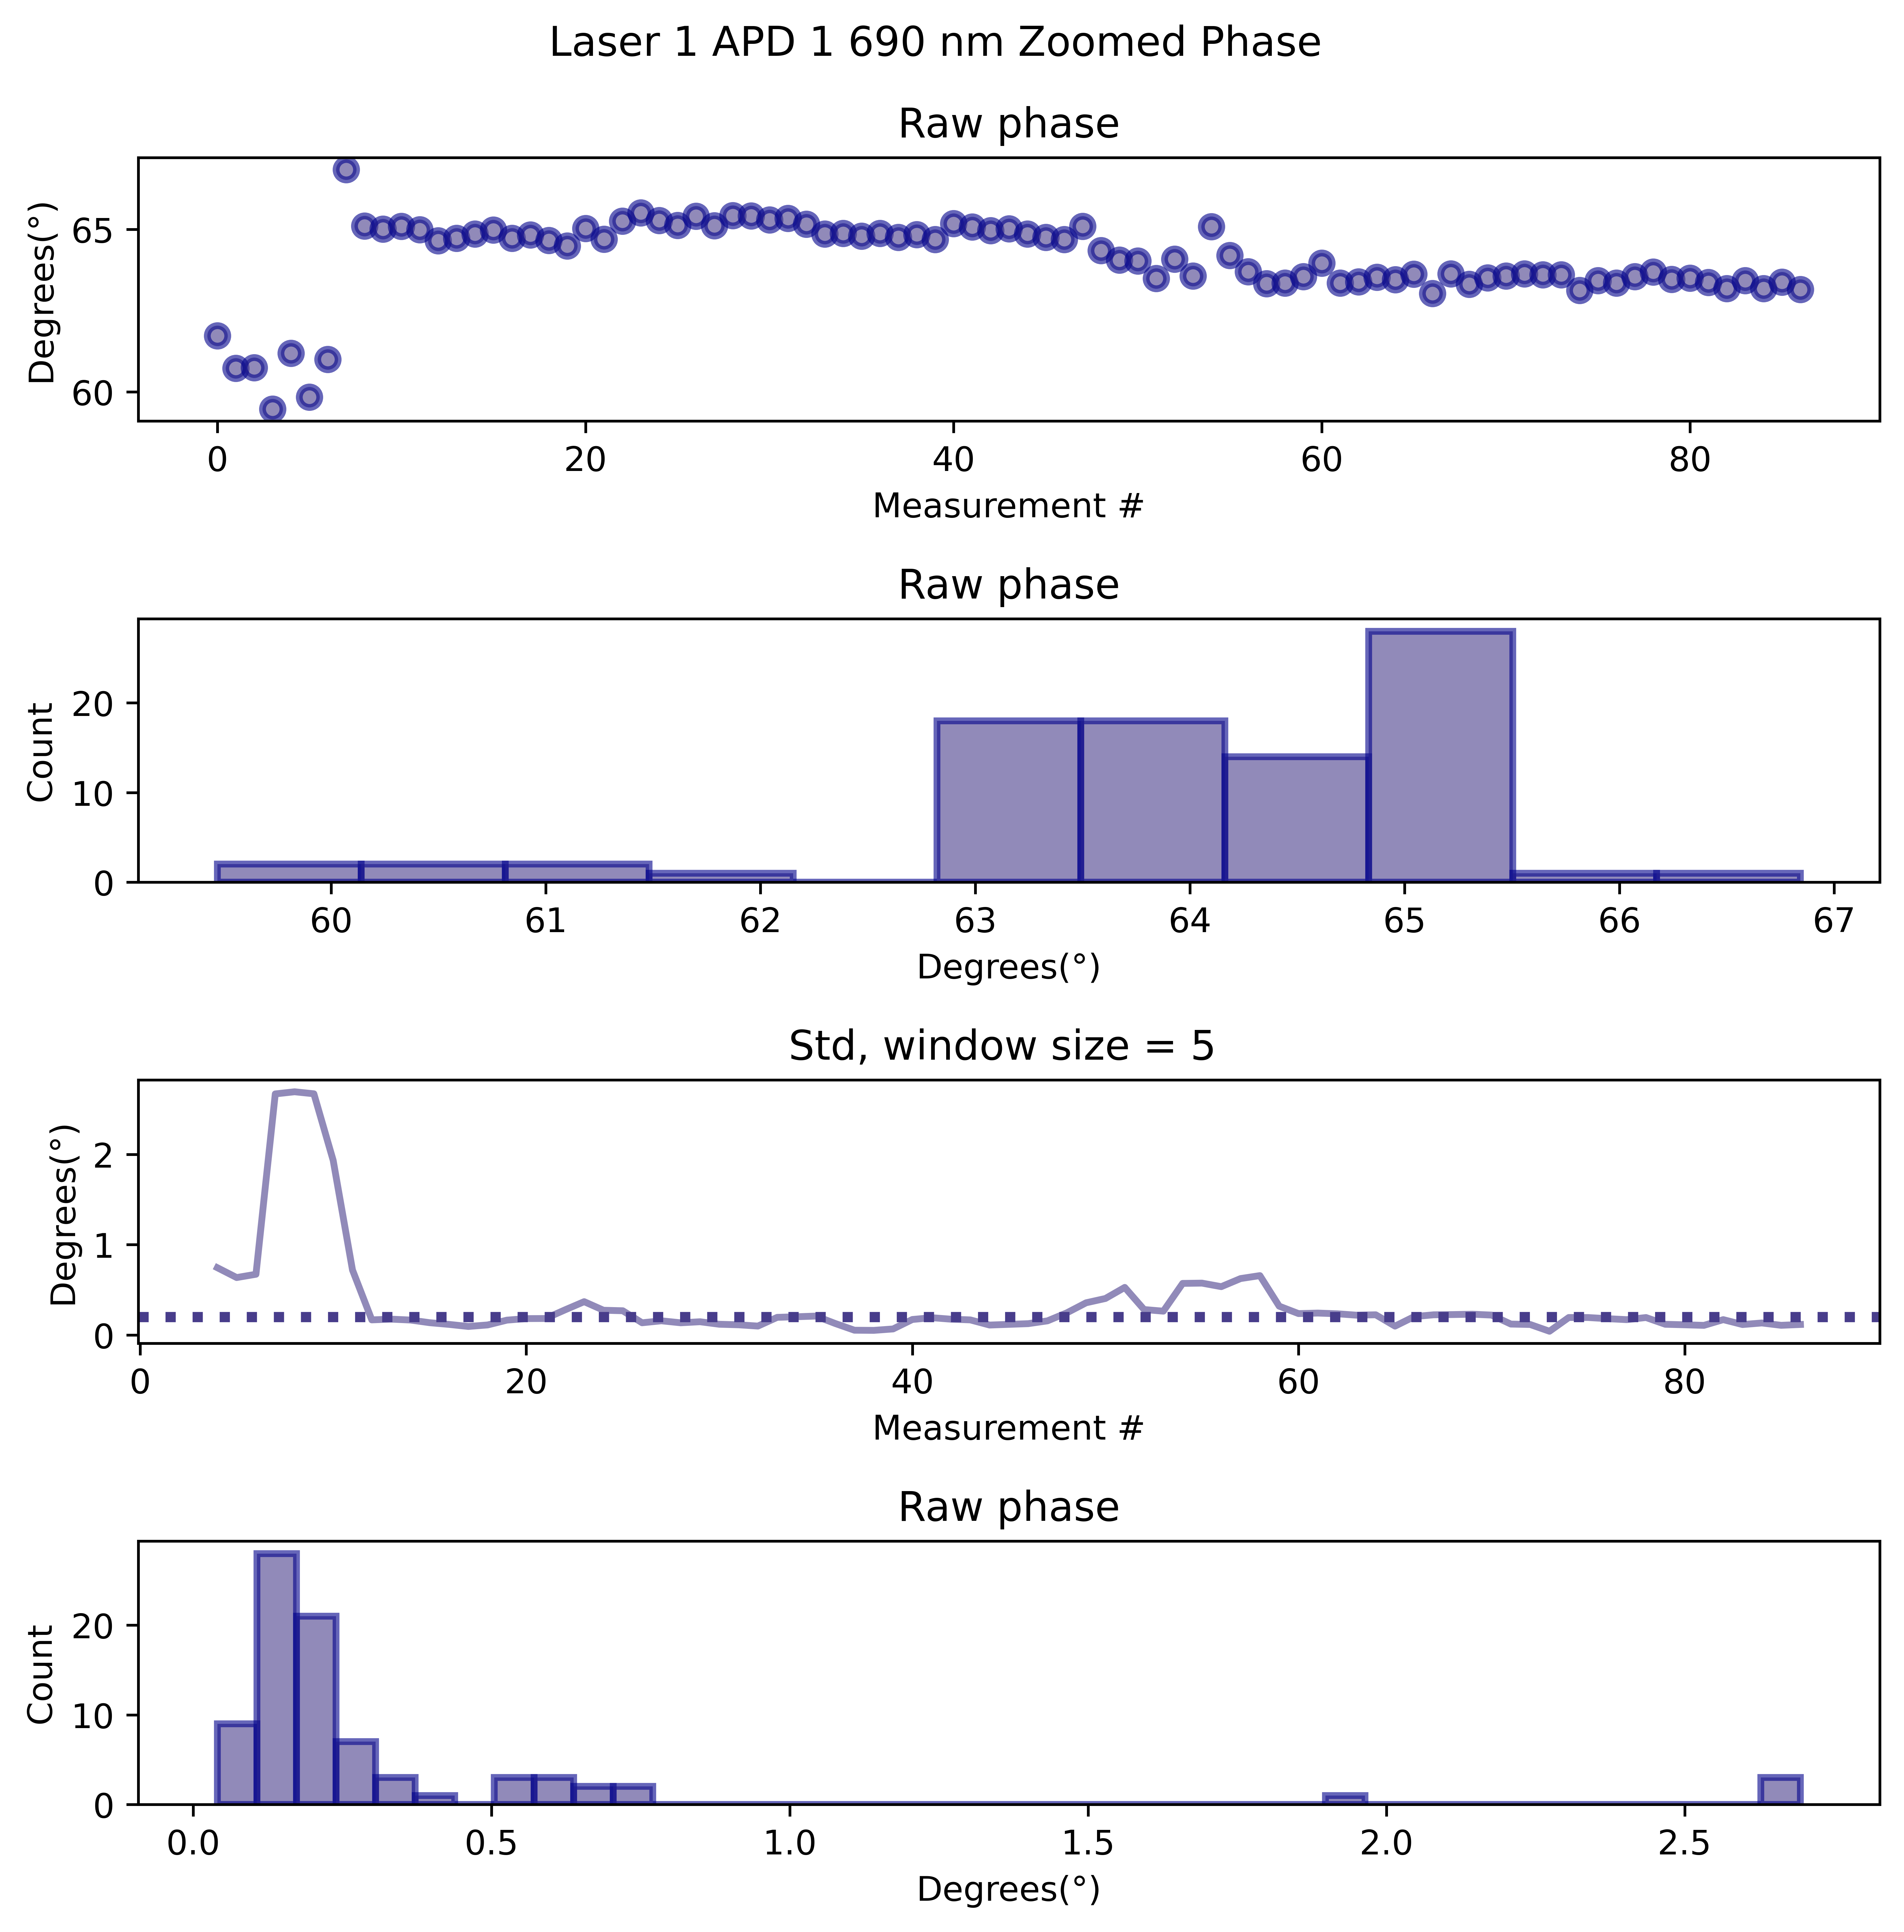 Laser 1 APD 1 690 nm Zoomed Phase
Raw phase
Degrees(°)
65
60
0 20 40 60 80
Measurement #
Raw phase
Count
20
10
0
60 61 62 63 64 65 66 67
Degrees(°)
Std, window size = 5
Degrees(°)
2
1
0
0 20 40 60 80
Measurement #
Raw phase
Count
20
10
0
0.0 0.5 1.0 1.5 2.0 2.5
Degrees(°)